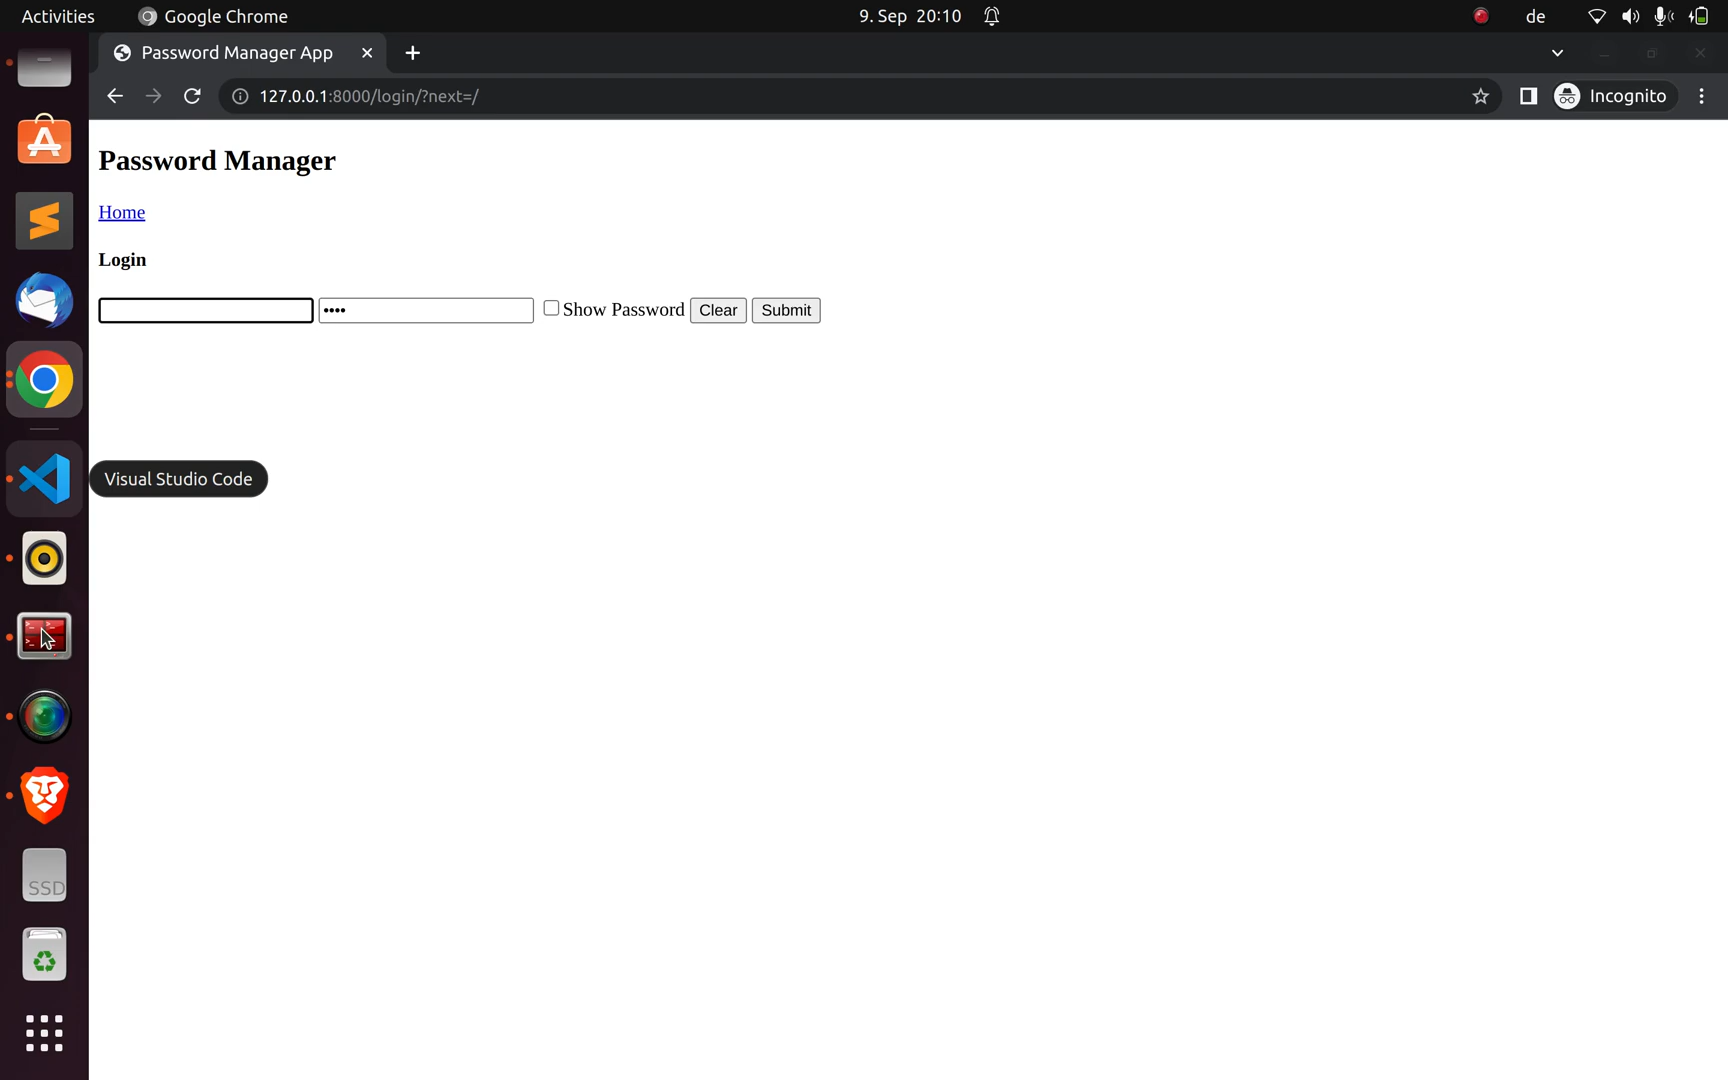 Activities
Google Chrome
9. Sep 20:10
de
Password Manager App
127.0.0.1:8000/login/?next=/
Incognito
Password Manager
Home
Login
Show Password
Clear
Submit
Visual Studio Code
SSD